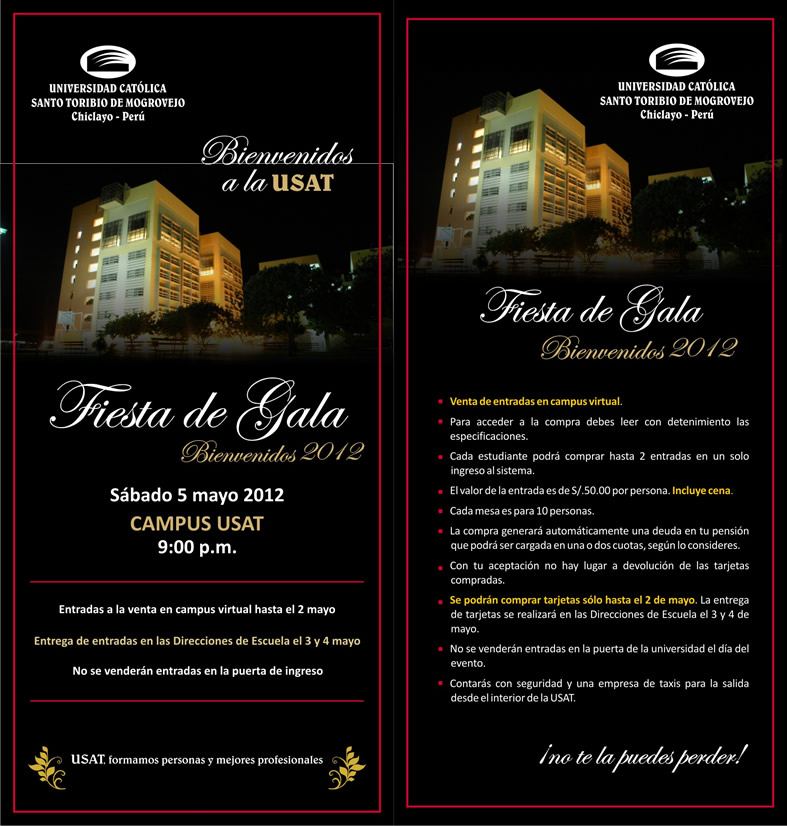 UNIVERSIDAD CATÓLICA
SANTO TORIBIO DE MOGROVEJO
Chiclayo - Perú
Bienvenidos
a la USAT
Fiesta de Gala
Bienvenidos 2012
Sábado 5 mayo 2012
CAMPUS USAT
9:00 p.m.
Entradas a la venta en campus virtual hasta el 2 mayo
Entrega de entradas en las Direcciones de Escuela el 3 y 4 mayo
No se venderán entradas en la puerta de ingreso
USAT. formamos personas y mejores profesionales
UNIVERSIDAD CATÓLICA
SANTO TORIBIO DE MOGROVEJO
Chiclayo - Perú
Fiesta de Gala
Bienvenidos 2012
Venta de entradas en campus virtual.
Para acceder a la compra debes leer con detenimiento las
especificaciones.
Cada estudiante podrá comprar hasta 2 entradas en un solo
ingreso al sistema.
El valor de la entrada es de S/.50.00 por persona. Incluye cena.
Cada mesa es para 10 personas.
La compra generará automáticamente una deuda en tu pensión
que podrá ser cargada en una o dos cuotas, según lo consideres.
Con tu aceptación no hay lugar a devolución de las tarjetas
compradas.
Se podrán comprar tarjetas sólo hasta el 2 de mayo. La entrega
de tarjetas se realizará en las Direcciones de Escuela el 3 y 4 de
mayo.
No se venderán entradas en la puerta de la universidad el día del
evento.
Contarás con seguridad y una empresa de taxis para la salida
desde el interior de la USAT.
¡no te la puedes perder!